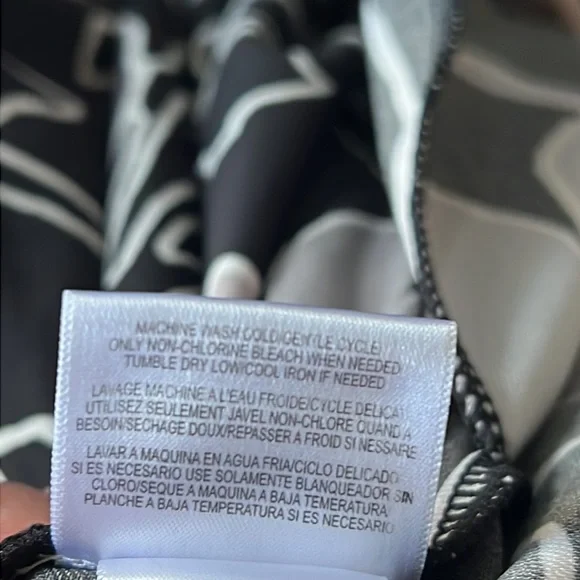 MACHINE WASH COLD/GENTLE CYCLE/
ONLY NON-CHLORINE BLEACH WHEN NEEDED
TUMBLE DRY LOW/COOL IRON IF NEEDED
LAVAGE MACHINE A L'EAU FROIDE/CYCLE DELICAT
UTILISEZ SEULEMENT JAVEL NON-CHLORE QUAND A
BESOIN/SECHAGE DOUX/REPASSER A FROID SI NESSAIRE
LAVAR A MAQUINA EN AGUA FRIA/CICLO DELICADO
SI ES NECESARIO USE SOLAMENTE BLANQUEADOR SIN
CLORO/SEQUE A MAQUINA A BAJA TEMERATURA
PLANCHE A BAJA TEMPERATURA SI ES NECESARIO